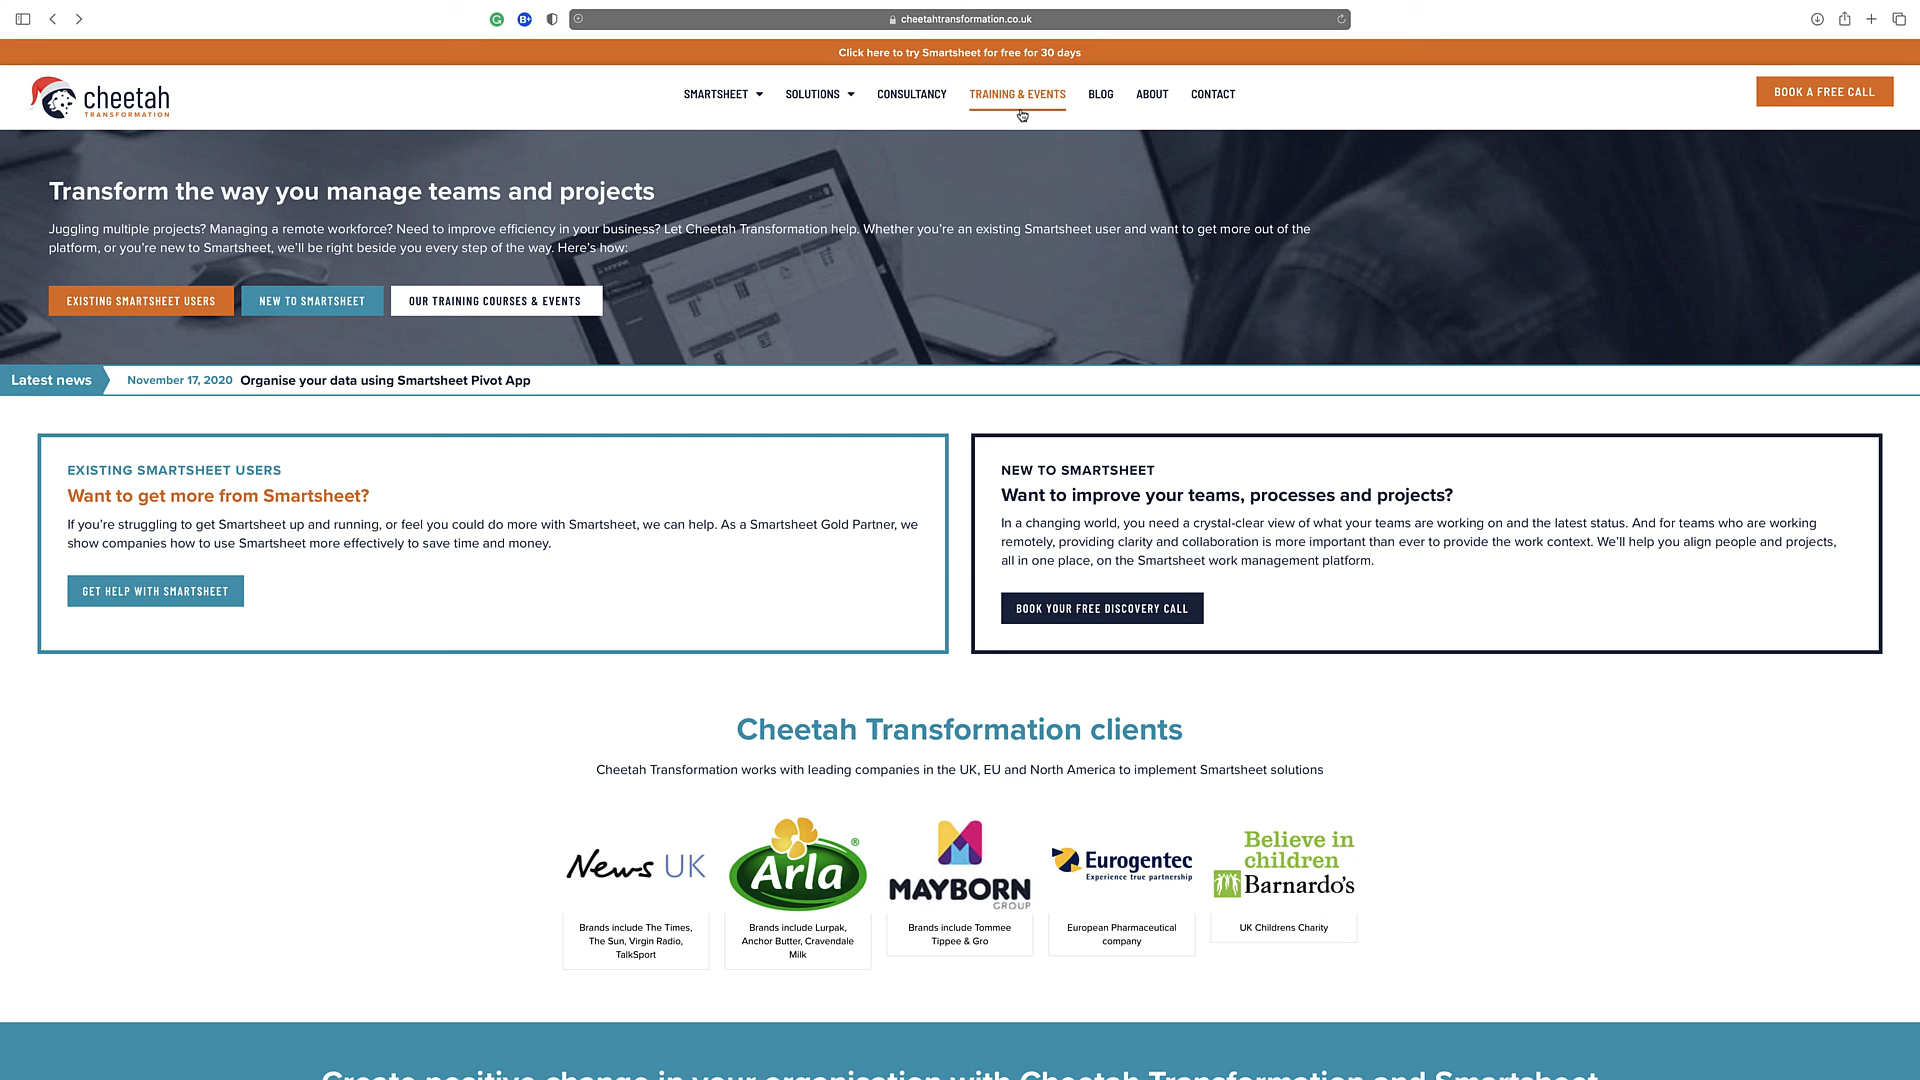 cheetahtransformation.co.uk
Click here to try Smartsheet for free for 30 days
cheetah
TRANSFORMATION
SMARTSHEET
SOLUTIONS
CONSULTANCY
TRAINING & EVENTS
BLOG
ABOUT
CONTACT
BOOK A FREE CALL
Transform the way you manage teams and projects
Juggling multiple projects? Managing a remote workforce? Need to improve efficiency in your business? Let Cheetah Transformation help. Whether you're an existing Smartsheet user and want to get more out of the
platform, or you're new to Smartsheet, we'll be right beside you every step of the way. Here's how:
EXISTING SMARTSHEET USERS
NEW TO SMARTSHEET
OUR TRAINING COURSES & EVENTS
Latest news
November 17, 2020 Organise your data using Smartsheet Pivot App
EXISTING SMARTSHEET USERS
Want to get more from Smartsheet?
If you're struggling to get Smartsheet up and running, or feel you could do more with Smartsheet, we can help. As a Smartsheet Gold Partner, we
show companies how to use Smartsheet more effectively to save time and money.
GET HELP WITH SMARTSHEET
NEW TO SMARTSHEET
Want to improve your teams, processes and projects?
In a changing world, you need a crystal-clear view of what your teams are working on and the latest status. And for teams who are working
remotely, providing clarity and collaboration is more important than ever to provide the work context. We'll help you align people and projects,
all in one place, on the Smartsheet work management platform.
BOOK YOUR FREE DISCOVERY CALL
Cheetah Transformation clients
Cheetah Transformation works with leading companies in the UK, EU and North America to implement Smartsheet solutions
News UK
Brands include The Times,
The Sun, Virgin Radio,
TalkSport
Arla®
Brands include Lurpak,
Anchor Butter, Cravendale
Milk
MAYBORN
GROUP
Brands include Tommee
Tippee & Gro
Eurogentec
Experience true partnership
European Pharmaceutical
company
Believe in
children
Barnardo's
UK Childrens Charity
Create positive change in your organisation with Cheetah Transformation and Smartsheet